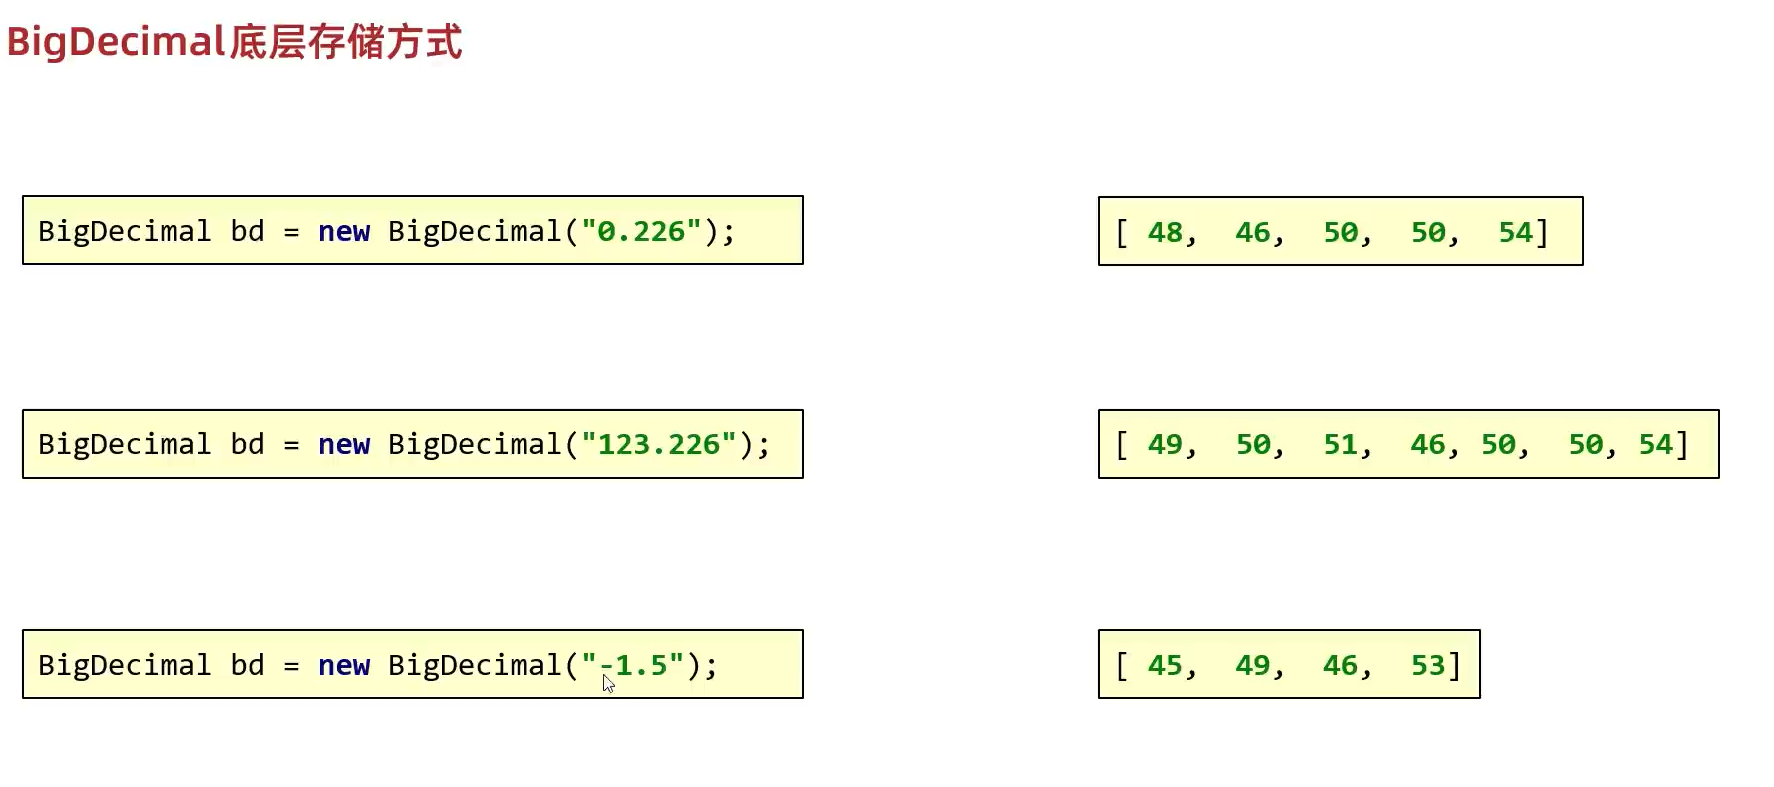 BigDecimal底层存储方式
BigDecimal bd = new BigDecimal("0.226");
[ 48, 46, 50, 50, 54]
BigDecimal bd = new BigDecimal("123.226");
[ 49, 50, 51, 46, 50, 50, 54]
BigDecimal bd = new BigDecimal("-1.5");
[ 45, 49, 46, 53]